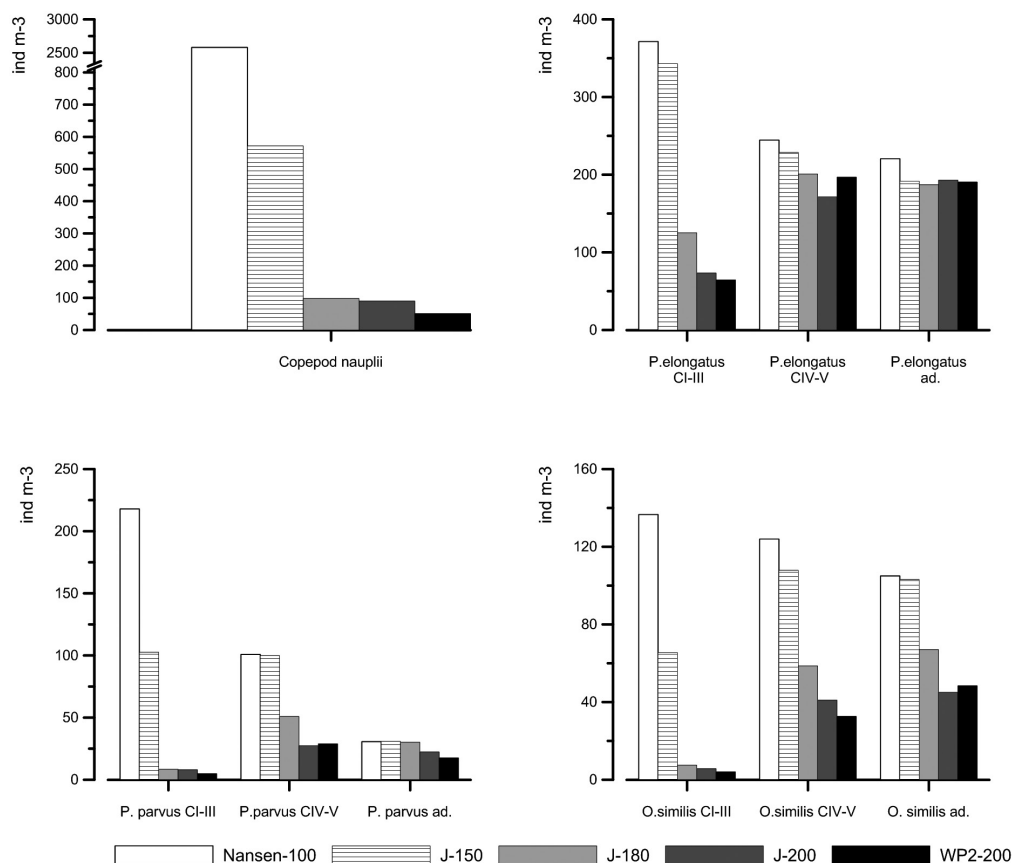 ind m-3
3000
2500
800
700
600
500
400
300
200
100
0
Copepod nauplii
ind m-3
400
300
200
100
0
P.elongatus CI-III
P.elongatus CIV-V
P.elongatus ad.
ind m-3
250
200
150
100
50
0
P. parvus CI-III
P.parvus CIV-V
P. parvus ad.
ind m-3
160
120
80
40
0
O.similis CI-III
O.similis CIV-V
O. similis ad.
Nansen-100
J-150
J-180
J-200
WP2-200